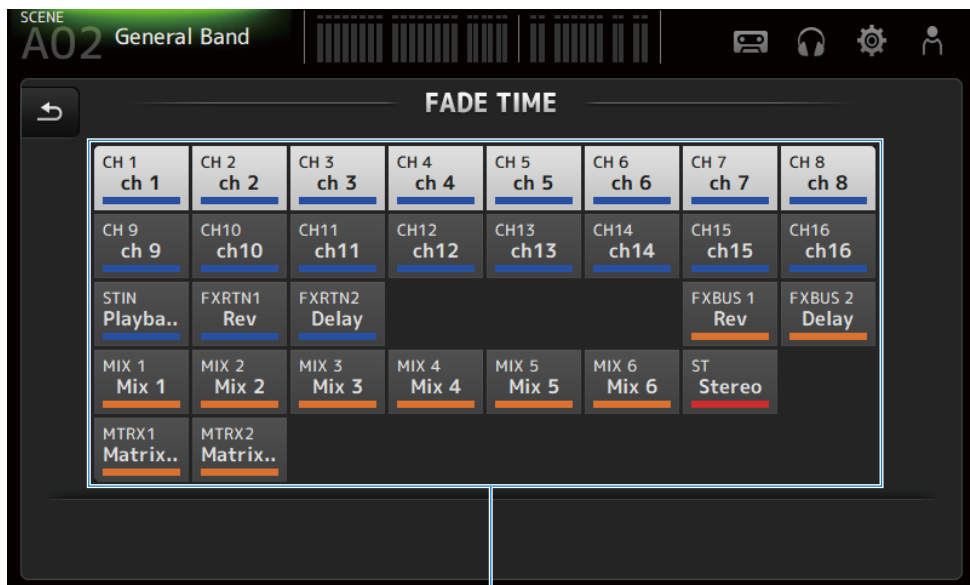 SCENE
A02 General Band
FADE TIME
CH 1 CH 2 CH 3 CH 4 CH 5 CH 6 CH 7 CH 8
ch 1 ch 2 ch 3 ch 4 ch 5 ch 6 ch 7 ch 8
CH 9 CH10 CH11 CH12 CH13 CH14 CH15 CH16
ch 9 ch10 ch11 ch12 ch13 ch14 ch15 ch16
STIN FXRTN1 FXRTN2 FXBUS 1 FXBUS 2
Playba.. Rev Delay Rev Delay
MIX 1 MIX 2 MIX 3 MIX 4 MIX 5 MIX 6 ST
Mix 1 Mix 2 Mix 3 Mix 4 Mix 5 Mix 6 Stereo
MTRX1 MTRX2
Matrix.. Matrix..